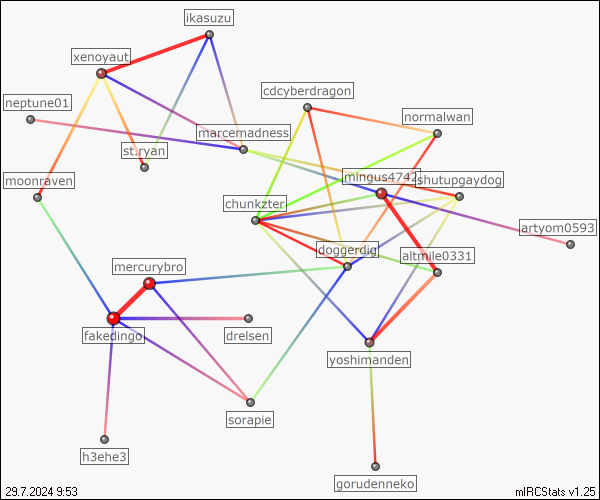 ikasuzu
xenoyaut
cdcyberdragon
neptune01
normalwan
marcemadness
st.ryan
moonraven
mingus4742
shutupgaydog
chunkzter
artyom0593
doggerdig
altmile0331
mercurybro
fakedingo
drelsen
yoshimanden
sorapie
h3ehe3
gorudenneko
29.7.2024 9:53
mIRCStats v1.25